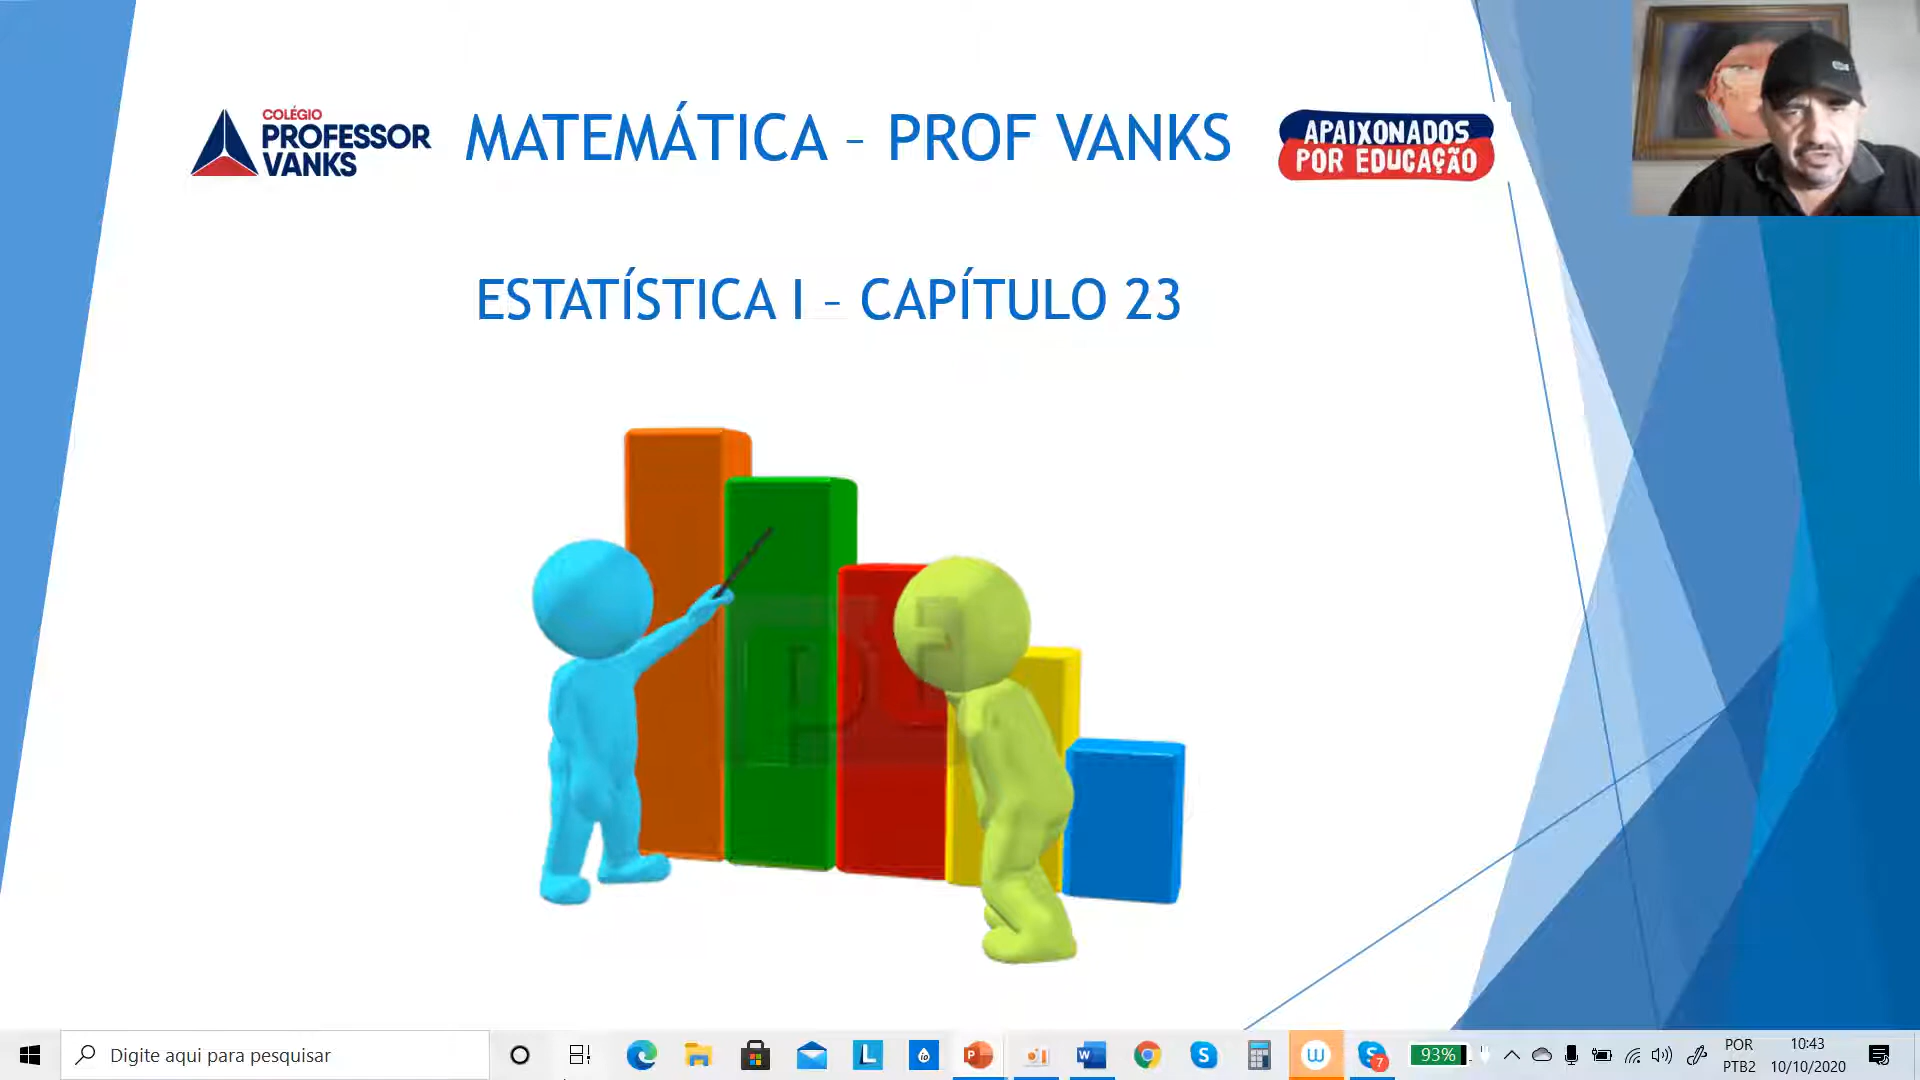 COLÉGIO
PROFESSOR
VANKS
MATEMÁTICA – PROF VANKS
APAIXONADOS
POR EDUCAÇÃO
ESTATÍSTICA I – CAPÍTULO 23
Digite aqui para pesquisar
93%
POR
PTB2
10:43
10/10/2020